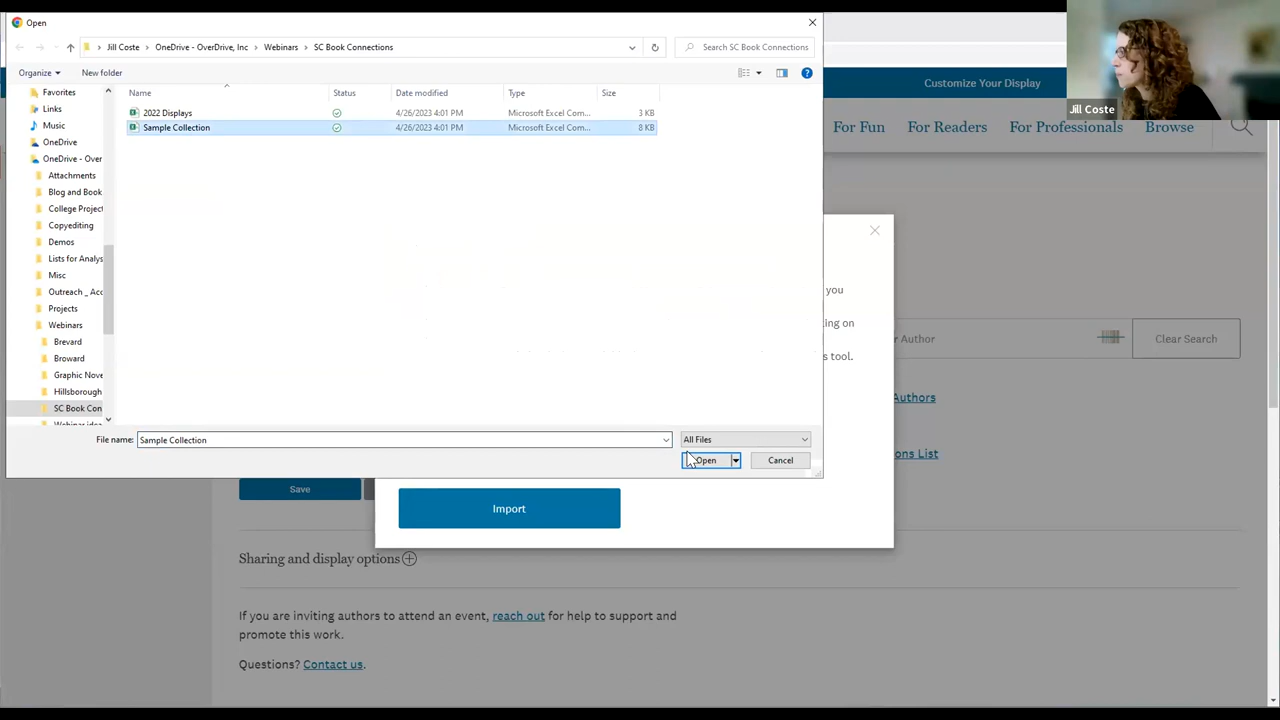 Open
Jill Coste > OneDrive - OverDrive, Inc > Webinars > SC Book Connections
Search SC Book Connections
Organize
New folder
Name
Status
Date modified
Type
Size
2022 Displays
4/26/2023 4:01 PM
Microsoft Excel Com...
3 KB
Sample Collection
4/26/2023 4:01 PM
Microsoft Excel Com...
8 KB
Favorites
Links
Music
OneDrive
OneDrive - Over
Attachments
Blog and Book
College Project
Copyediting
Demos
Lists for Analys
Misc
Outreach _ Acc
Projects
Webinars
Brevard
Broward
Graphic Nove
Hillsborough
SC Book Con
Webinar idea
File name:
Sample Collection
All Files
Open
Cancel
Jill Coste
Customize Your Display
For Fun
For Readers
For Professionals
Browse
you
ing on
s tool.
r Author
Clear Search
Authors
ons List
Save
Import
Sharing and display options
If you are inviting authors to attend an event, reach out for help to support and
promote this work.
Questions? Contact us.